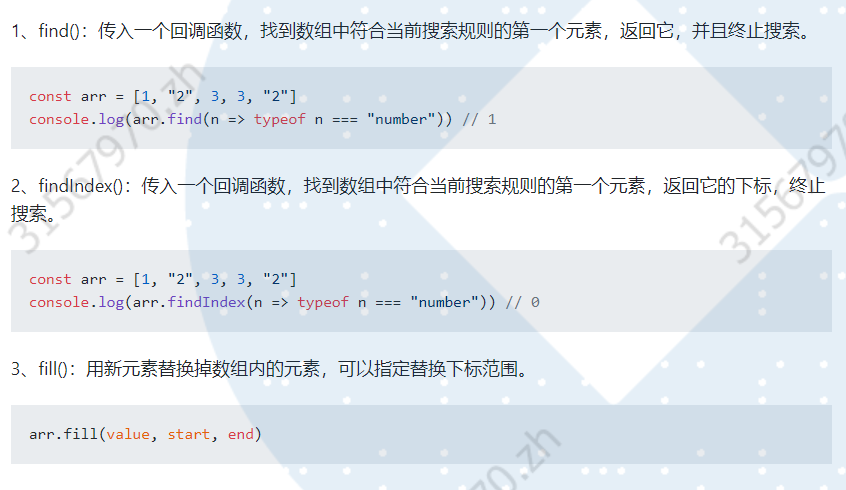 1、find()：传入一个回调函数，找到数组中符合当前搜索规则的第一个元素，返回它，并且终止搜索。
const arr = [1, "2", 3, 3, "2"]
console.log(arr.find(n => typeof n === "number")) // 1
2、findIndex()：传入一个回调函数，找到数组中符合当前搜索规则的第一个元素，返回它的下标，终止
搜索。
const arr = [1, "2", 3, 3, "2"]
console.log(arr.findIndex(n => typeof n === "number")) // 0
3、fill()：用新元素替换掉数组内的元素，可以指定替换下标范围。
arr.fill(value, start, end)
31567970.zh